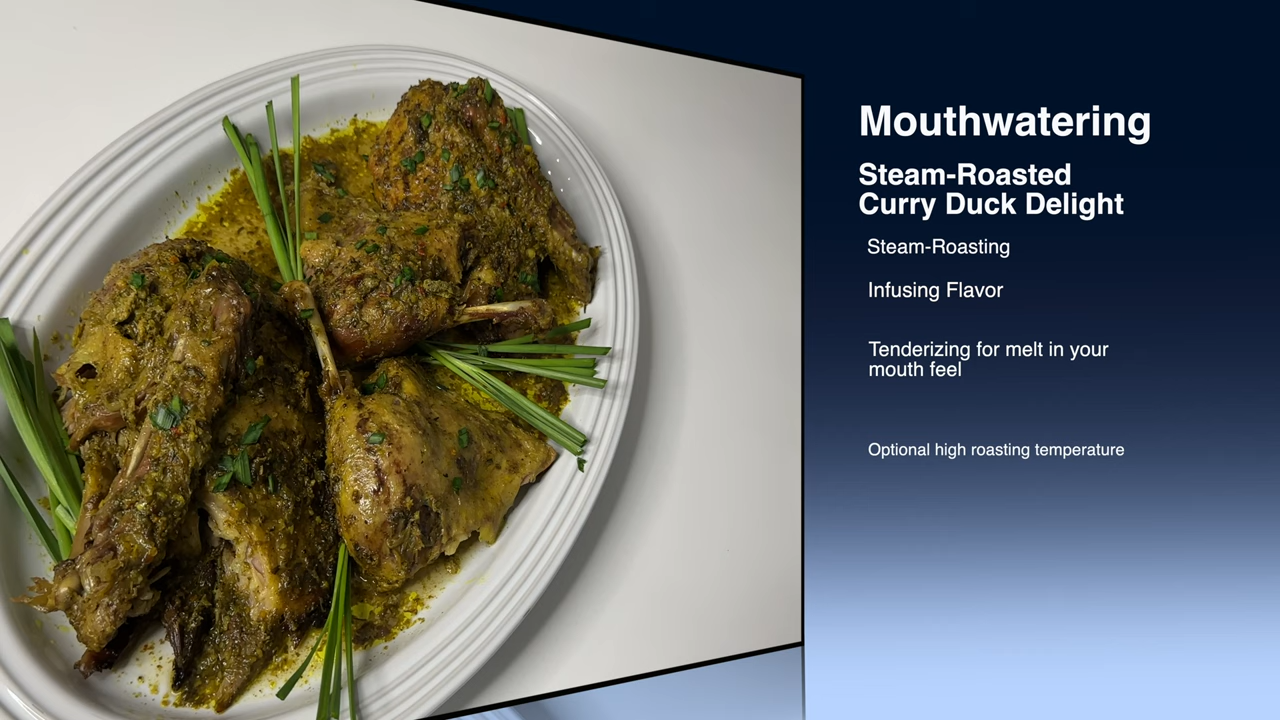 Mouthwatering
Steam-Roasted
Curry Duck Delight
Steam-Roasting
Infusing Flavor
Tenderizing for melt in your
mouth feel
Optional high roasting temperature